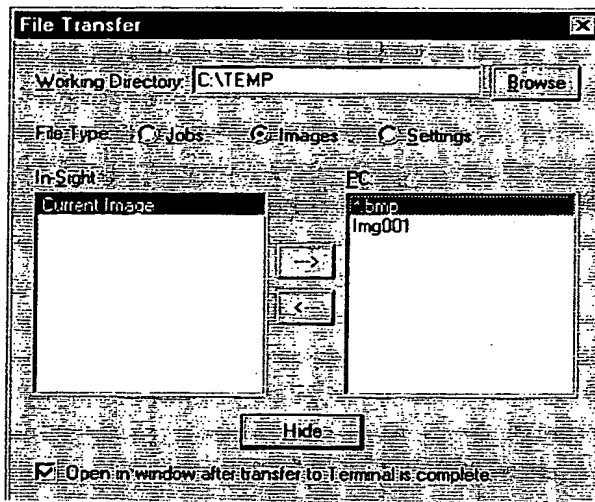 File Transfer
Working Directory: C:\TEMP Browse
File Type: Jobs Images Settings
In-Sight PC
Current Image *.bmp
Img001
-->
<--
Hide
Open in window after transfer to Terminal is complete